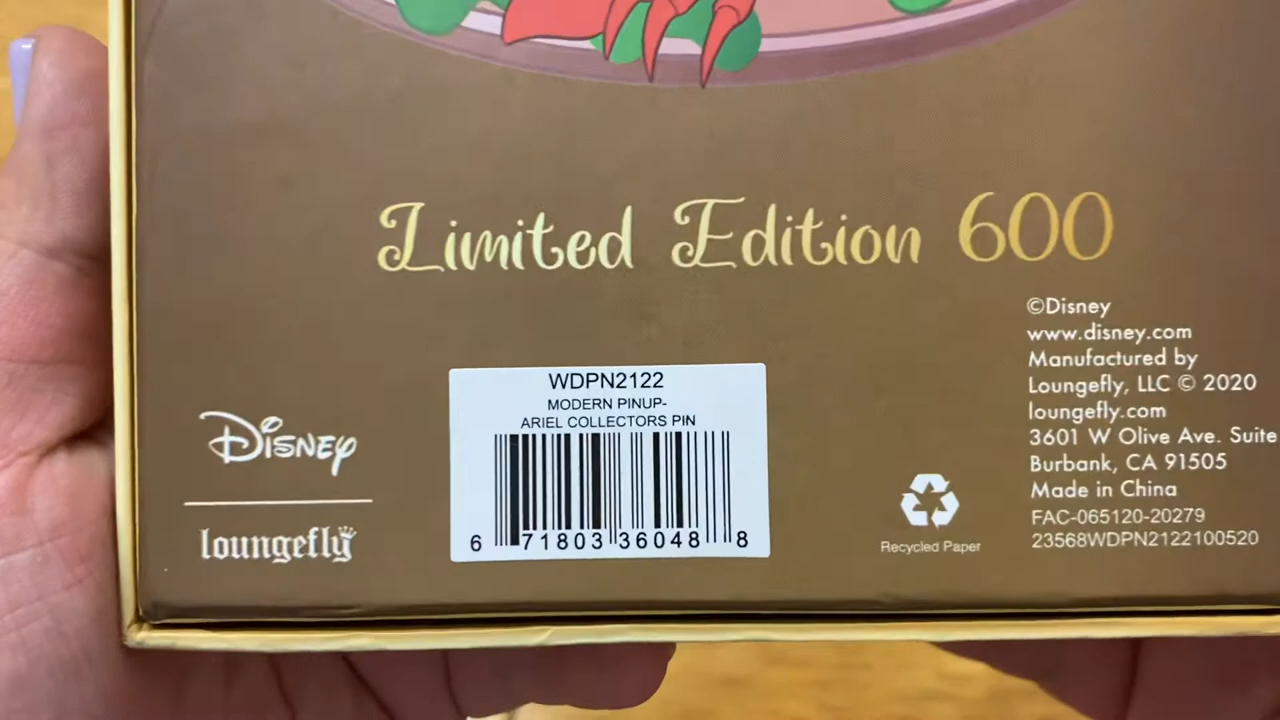 Limited Edition 600
©Disney
www.disney.com
Manufactured by
Loungefly, LLC © 2020
loungefly.com
3601 W Olive Ave. Suite
Burbank, CA 91505
Made in China
FAC-065120-20279
23568WDPN2122100520
WDPN2122
MODERN PINUP-
ARIEL COLLECTORS PIN
6 71803 36048 8
Disney
loungefly
Recycled Paper